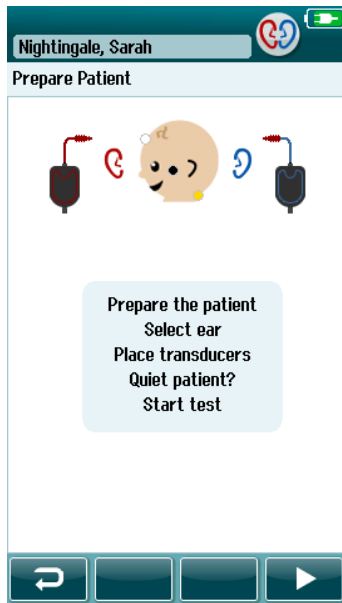 Nightingale, Sarah
Prepare Patient
Prepare the patient
Select ear
Place transducers
Quiet patient?
Start test